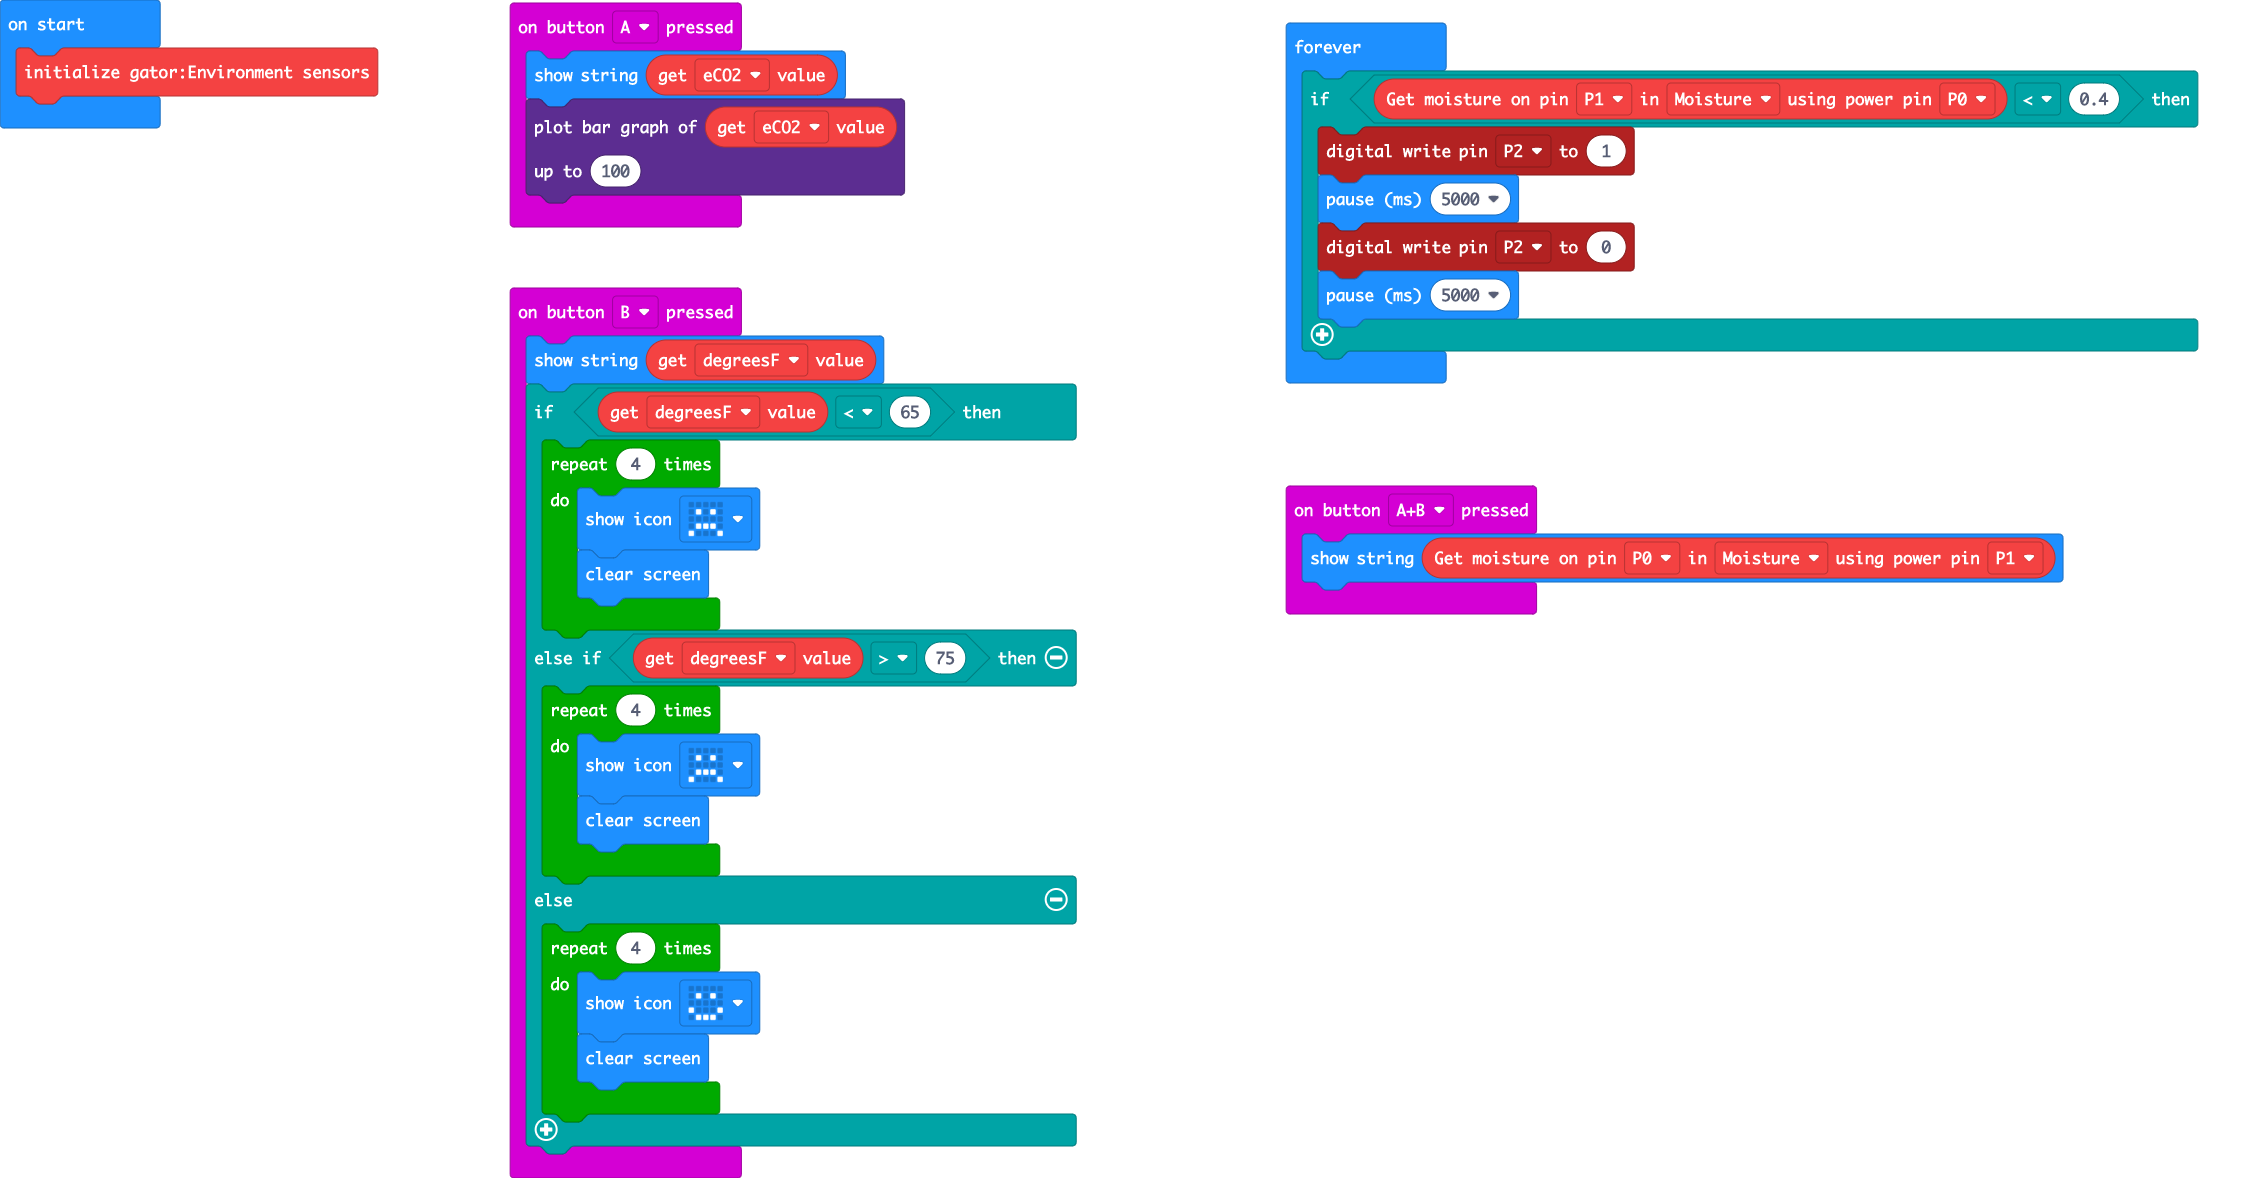 on start
initialize gator:Environment sensors
on button A pressed
show string get eCO2 value
plot bar graph of get eCO2 value
up to 100
on button B pressed
show string get degreesF value
if get degreesF value < 65 then
repeat 4 times
do
show icon
clear screen
else if get degreesF value > 75 then
repeat 4 times
do
show icon
clear screen
else
repeat 4 times
do
show icon
clear screen
forever
if Get moisture on pin P1 in Moisture using power pin P0 < 0.4 then
digital write pin P2 to 1
pause (ms) 5000
digital write pin P2 to 0
pause (ms) 5000
on button A+B pressed
show string Get moisture on pin P0 in Moisture using power pin P1